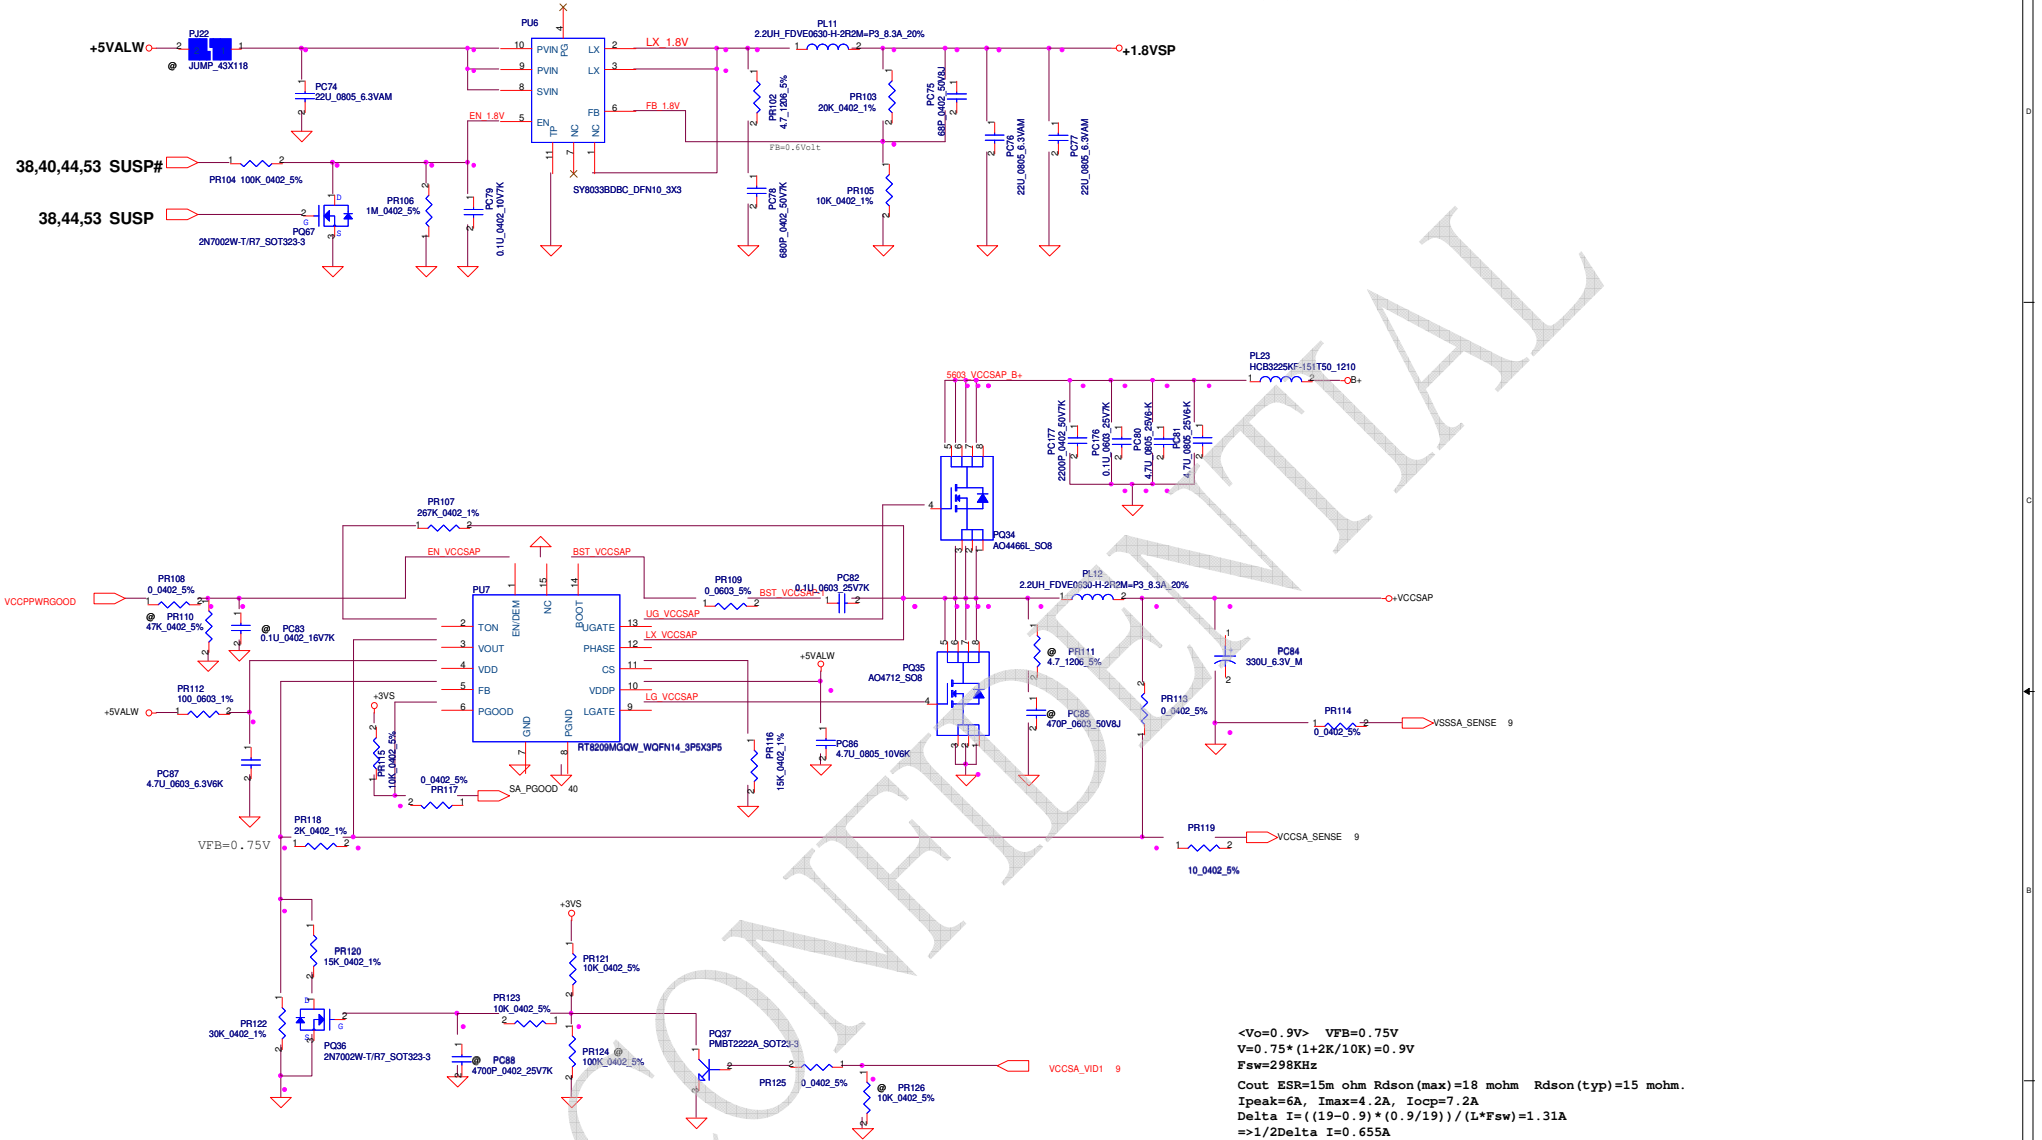 +5VALW
PJ22
@ JUMP_43X118
PC74
22U_0805_6.3VAM
PU6
PVIN
PVIN
SVIN
EN
PG
LX
LX
FB
TP
NC
NC
SY8033BDBC_DFN10_3X3
LX_1.8V
FB_1.8V
EN_1.8V
PL11
2.2UH_FDVE0630-H-2R2M=P3_8.3A_20%
+1.8VSP
PR102
4.7_1206_5%
PR103
20K_0402_1%
PC75
68P_0402_50V8J
PC76
22U_0805_6.3VAM
PC77
22U_0805_6.3VAM
FB=0.6Volt
PC78
680P_0402_50V7K
PR105
10K_0402_1%
38,40,44,53 SUSP#
PR104 100K_0402_5%
38,44,53 SUSP
PQ67
2N7002W-T/R7_SOT323-3
PR106
1M_0402_5%
PC79
0.1U_0402_10V7K
D
C
B
5603_VCCSAP_B+
PL23
HCB3225KF-151T50_1210
B+
PC177
2200P_0402_50V7K
PC176
0.1U_0603_25V7K
PC80
4.7U_0805_25V6-K
PC81
4.7U_0805_25V6-K
PQ34
AO4466L_SO8
PR107
267K_0402_1%
EN_VCCSAP
BST_VCCSAP
VCCPPWRGOOD
PR108
0_0402_5%
@ PR110
47K_0402_5%
@ PC83
0.1U_0402_16V7K
PU7
TON
VOUT
VDD
FB
PGOOD
EN/DEM
NC
BOOT
UGATE
PHASE
CS
VDDP
LGATE
GND
PGND
RT8209MGQW_WQFN14_3P5X3P5
PR109
0_0603_5%
PC82
0.1U_0603_25V7K
UG_VCCSAP
LX_VCCSAP
LG_VCCSAP
+5VALW
PL12
2.2UH_FDVE0630-H-2R2M=P3_8.3A_20%
+VCCSAP
PQ35
AO4712_SO8
@ PR111
4.7_1206_5%
@ PC85
470P_0603_50V8J
PC84
330U_6.3V_M
PR113
0_0402_5%
PR114
0_0402_5%
VSSSA_SENSE 9
PR112
100_0603_1%
+5VALW
PC87
4.7U_0603_6.3V6K
+3VS
PR115
10K_0402_5%
0_0402_5%
PR117
SA_PGOOD 40
PR116
15K_0402_1%
PC86
4.7U_0805_10V6K
PR118
2K_0402_1%
VFB=0.75V
PR119
10_0402_5%
VCCSA_SENSE 9
PR120
15K_0402_1%
PR122
30K_0402_1%
PQ36
2N7002W-T/R7_SOT323-3
+3VS
PR121
10K_0402_5%
PR123
10K_0402_5%
@ PC88
4700P_0402_25V7K
PR124 @
100K_0402_5%
PQ37
PMBT2222A_SOT23-3
PR125 0_0402_5%
@ PR126
10K_0402_5%
VCCSA_VID1 9
<Vo=0.9V> VFB=0.75V
V=0.75*(1+2K/10K)=0.9V
Fsw=298KHz
Cout ESR=15m ohm Rdson(max)=18 mohm Rdson(typ)=15 mohm.
Ipeak=6A, Imax=4.2A, Iocp=7.2A
Delta I=((19-0.9)*(0.9/19))/(L*Fsw)=1.31A
=>1/2Delta I=0.655A
CONFIDENTIAL